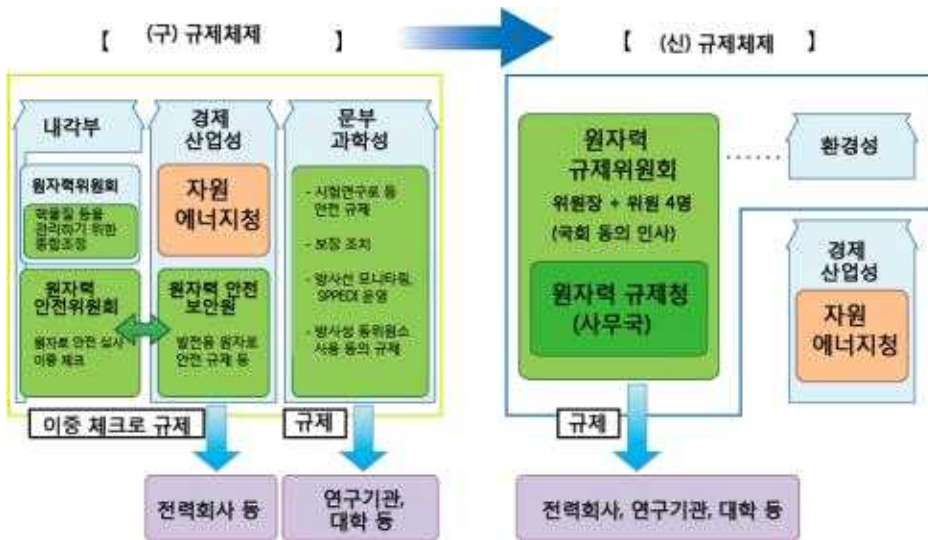 【 (구) 규제체제 】
【 (신) 규제체제 】
내각부
원자력위원회
핵물질 등을
관리하기 위한
종합조정
원자력
안전위원회
원자로 안전 심사
이중 체크
경제
산업성
자원
에너지청
원자력 안전
보안원
발전용 원자로
안전 규제 등
문부
과학성
- 시험연구로 등
안전 규제
- 보장 조치
- 방사선 모니타링,
SPPEDI 운영
- 방사성 동위원소
사용 등의 규제
이중 체크로 규제
규제
전력회사 등
연구기관,
대학 등
원자력
규제위원회
위원장 + 위원 4명
(국회 동의 인사)
원자력 규제청
(사무국)
환경성
경제
산업성
자원
에너지청
규제
전력회사, 연구기관, 대학 등